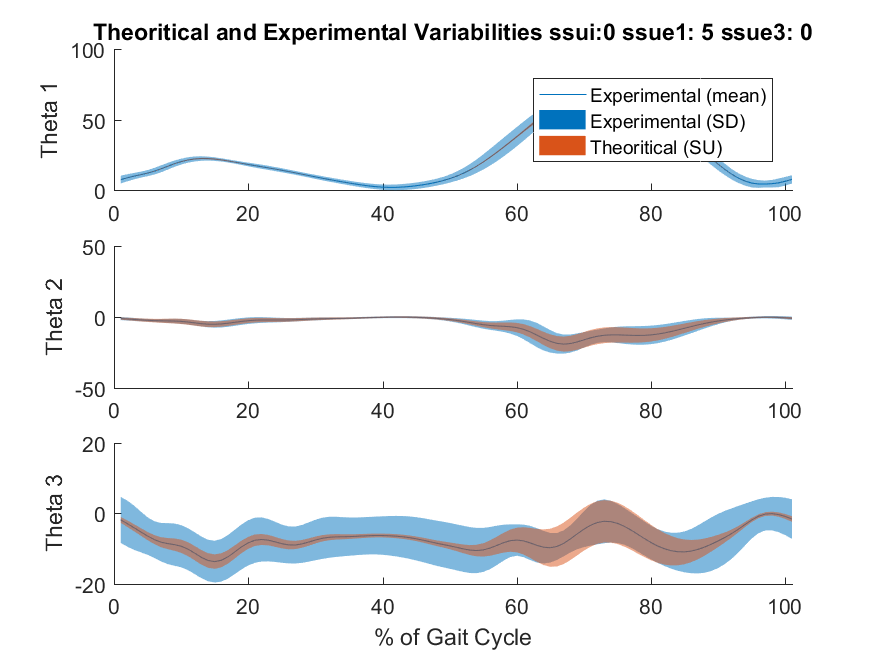 Theoritical and Experimental Variabilities ssui:0 ssue1: 5 ssue3: 0
100
50
0
Theta 1
Experimental (mean)
Experimental (SD)
Theoritical (SU)
0 20 40 60 80 100
50
0
-50
Theta 2
0 20 40 60 80 100
20
0
-20
Theta 3
0 20 40 60 80 100
% of Gait Cycle